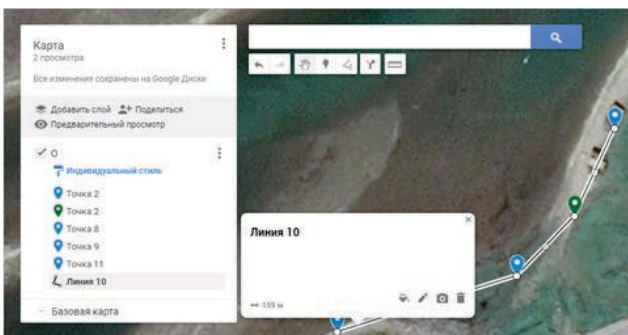 Карта
2 просмотра
Все изменения сохранены на Google Диске
Добавить слой Поделиться
Предварительный просмотр
О
Индивидуальный стиль
Точка 2
Точка 2
Точка 8
Точка 9
Точка 11
Линия 10
Базовая карта
Линия 10
159 м